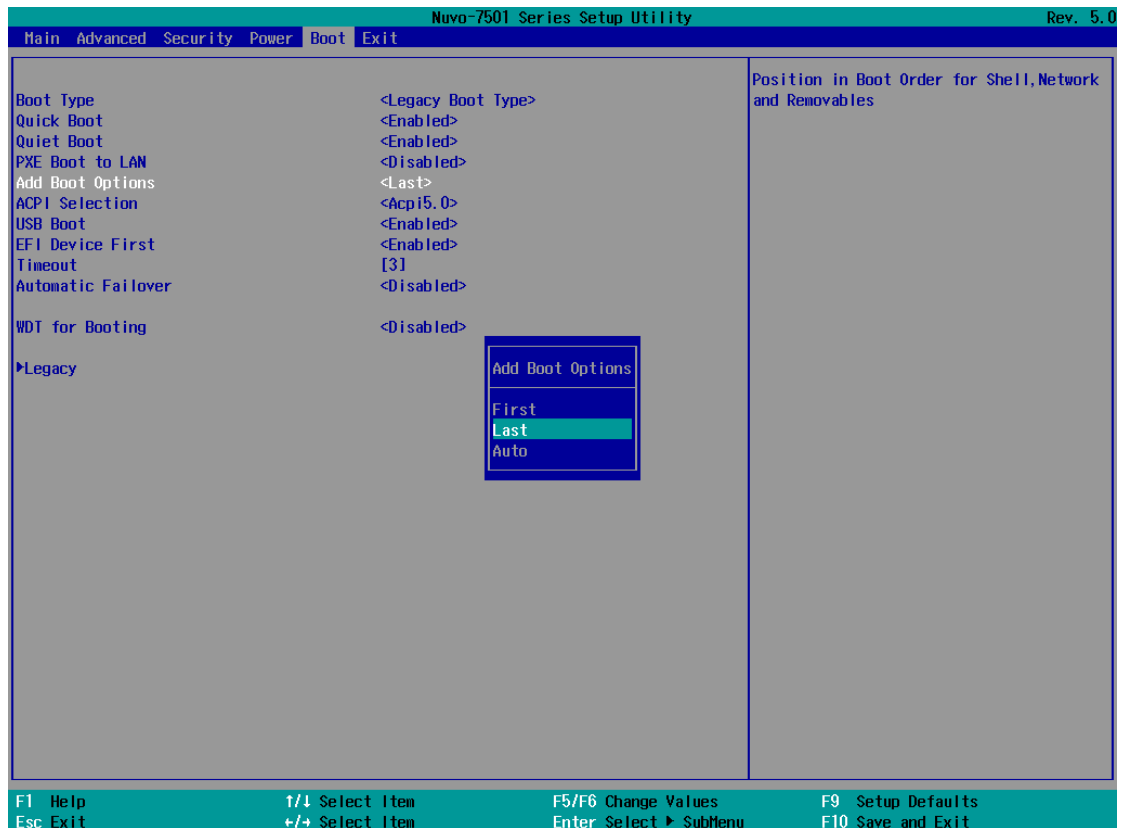 Nuvo-7501 Series Setup Utility Rev. 5.0
Main Advanced Security Power Boot Exit
Position in Boot Order for Shell,Network
and Removables
Boot Type <Legacy Boot Type>
Quick Boot <Enabled>
Quiet Boot <Enabled>
PXE Boot to LAN <Disabled>
Add Boot Options <Last>
ACPI Selection <Acpi5.0>
USB Boot <Enabled>
EFI Device First <Enabled>
Timeout [3]
Automatic Failover <Disabled>
WDT for Booting <Disabled>
▶Legacy
Add Boot Options
First
Last
Auto
F1 Help ↑/↓ Select Item F5/F6 Change Values F9 Setup Defaults
Esc Exit ←/→ Select Item Enter Select ▶ SubMenu F10 Save and Exit